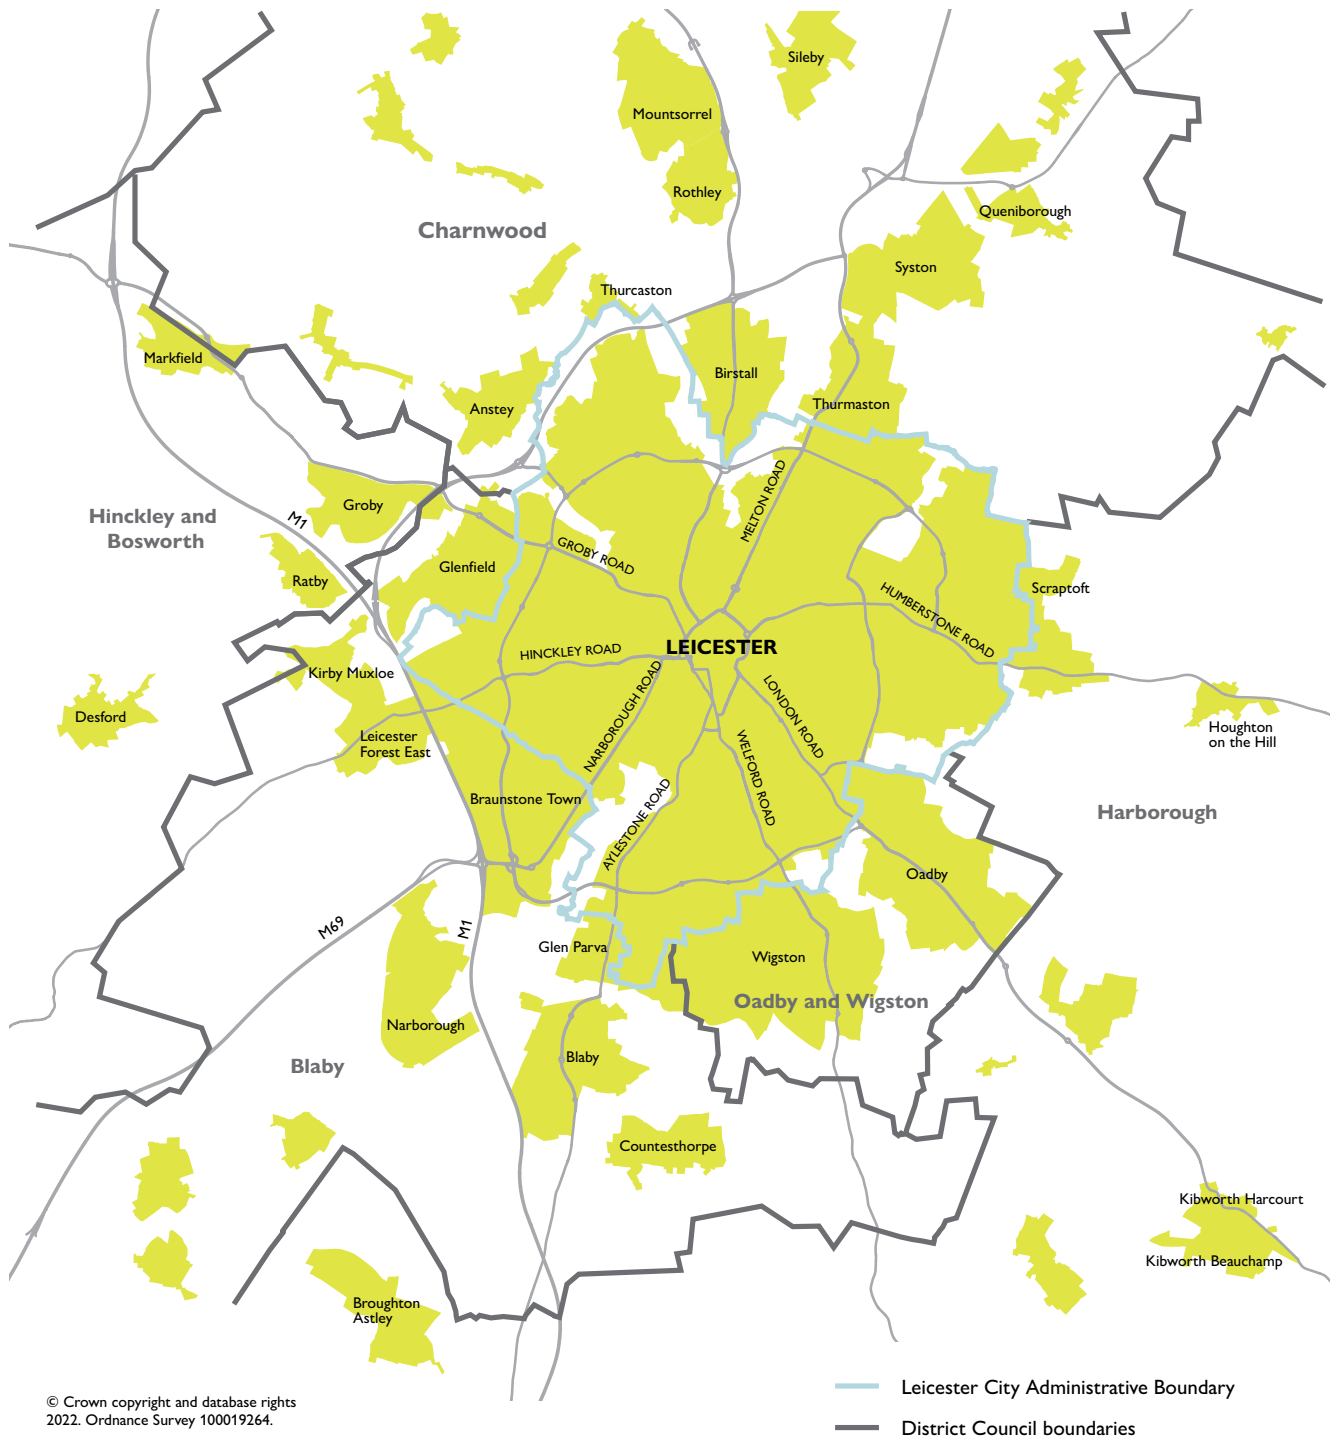 Sileby
Mountsorrel
Rothley
Queniborough
Charnwood
Syston
Thurcaston
Markfield
Birstall
Anstey
Thurmaston
MELTON ROAD
Groby
Hinckley and
Bosworth
M1
GROBY ROAD
Glenfield
Ratby
Scraptoft
HUMBERSTONE ROAD
LEICESTER
HINCKLEY ROAD
Kirby Muxloe
NARBOROUGH ROAD
LONDON ROAD
Desford
Houghton
on the Hill
Leicester
Forest East
WELFORD ROAD
Braunstone Town
AYLESTONE ROAD
Harborough
Oadby
M69
M1
Glen Parva
Wigston
Oadby and Wigston
Narborough
Blaby
Blaby
Countesthorpe
Kibworth Harcourt
Kibworth Beauchamp
Broughton
Astley
© Crown copyright and database rights
2022. Ordnance Survey 100019264.
Leicester City Administrative Boundary
District Council boundaries